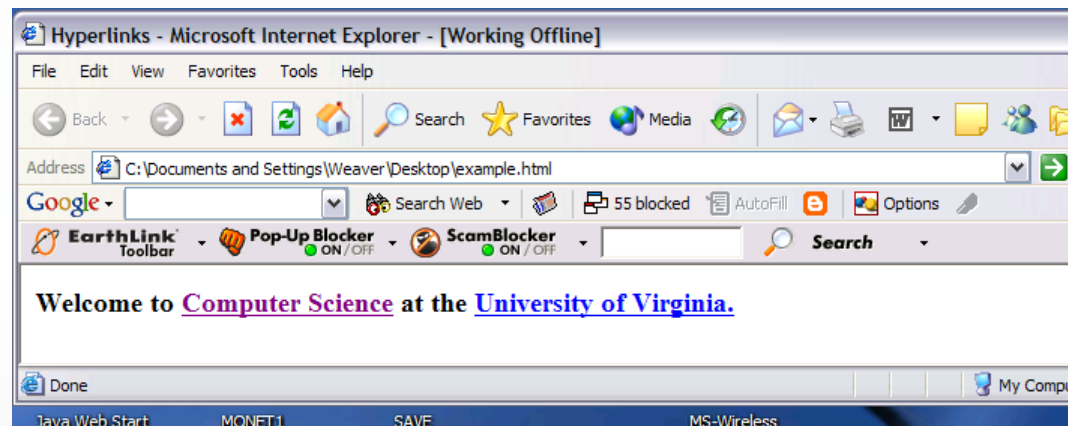 Hyperlinks - Microsoft Internet Explorer - [Working Offline]
File Edit View Favorites Tools Help
Back Search Favorites Media W
Address C:\Documents and Settings\Weaver\Desktop\example.html
Google Search Web 55 blocked AutoFill Options
EarthLink Toolbar Pop-Up Blocker ON/OFF ScamBlocker ON/OFF Search
Welcome to Computer Science at the University of Virginia.
Done My Compu
Java Web Start MONET1 SAVE MS-Wireless